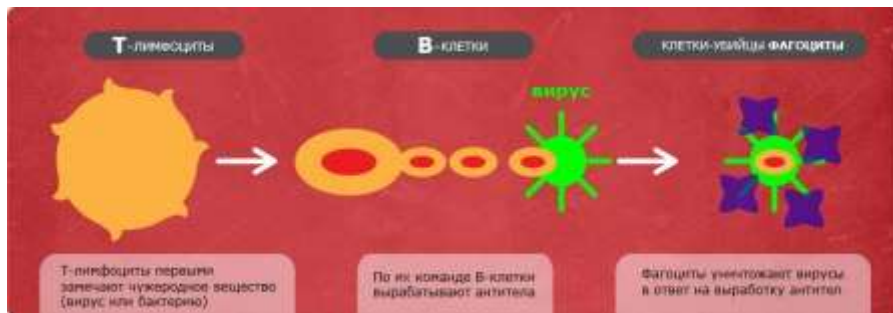 Т-ЛИМФОЦИТЫ
В-КЛЕТКИ
КЛЕТКИ-УБИЙЦЫ ФАГОЦИТЫ
вирус
Т-лимфоциты первыми
замечают чужеродное вещество
(вирус или бактерию)
По их команде В-клетки
вырабатывают антитела
Фагоциты уничтожают вирусы
в ответ на выработку антител